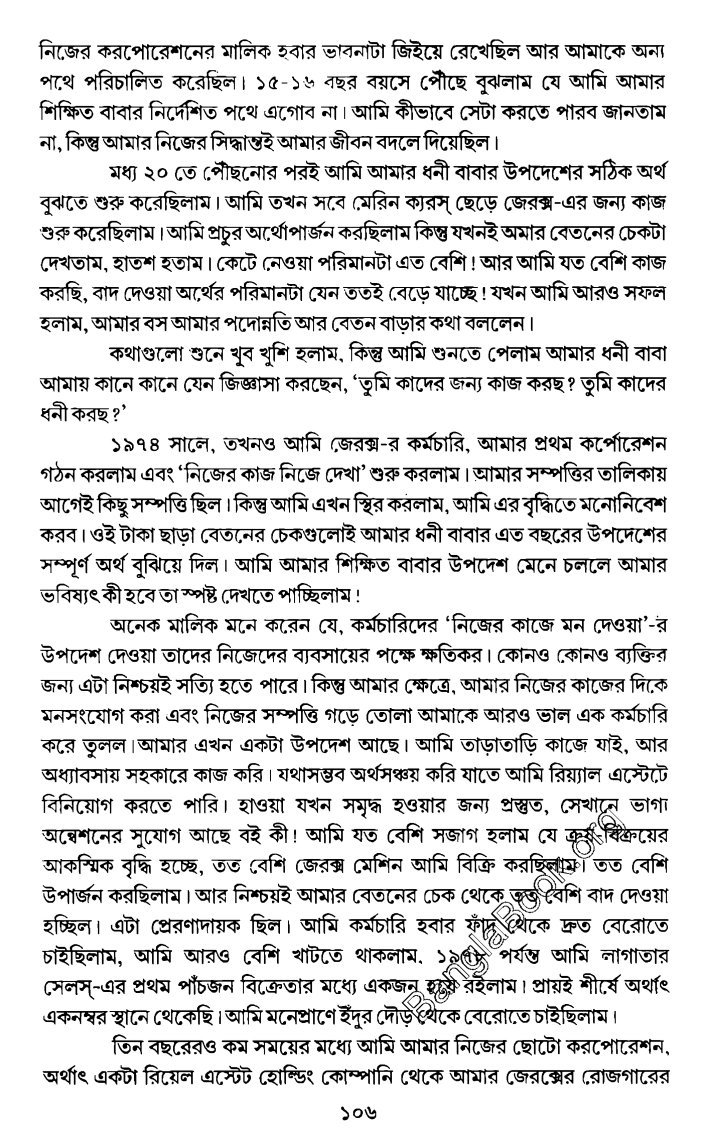 নিজের করপোরেশনের মালিক হবার ভাবনাটা জিইয়ে রেখেছিল আর আমাকে অন্য
পথে পরিচালিত করেছিল। ১৫-১৬ বছর বয়সে পৌঁছে বুঝলাম যে আমি আমার
শিক্ষিত বাবার নির্দেশিত পথে এগোব না। আমি কীভাবে সেটা করতে পারব জানতাম
না, কিন্তু আমার নিজের সিদ্ধান্তই আমার জীবন বদলে দিয়েছিল।
মধ্য ২০ তে পৌঁছনোর পরই আমি আমার ধনী বাবার উপদেশের সঠিক অর্থ
বুঝতে শুরু করেছিলাম। আমি তখন সবে মেরিন ক্যরস্ ছেড়ে জেরক্স-এর জন্য কাজ
শুরু করেছিলাম। আমি প্রচুর অর্থোপার্জন করছিলাম কিন্তু যখনই অমার বেতনের চেকটা
দেখতাম, হাতশ হতাম। কেটে নেওয়া পরিমানটা এত বেশি! আর আমি যত বেশি কাজ
করছি, বাদ দেওয়া অর্থের পরিমানটা যেন ততই বেড়ে যাচ্ছে! যখন আমি আরও সফল
হলাম, আমার বস আমার পদোন্নতি আর বেতন বাড়ার কথা বললেন।
কথাগুলো শুনে খুব খুশি হলাম, কিন্তু আমি শুনতে পেলাম আমার ধনী বাবা
আমায় কানে কানে যেন জিজ্ঞাসা করছেন, ‘তুমি কাদের জন্য কাজ করছ? তুমি কাদের
ধনী করছ?’
১৯৭৪ সালে, তখনও আমি জেরক্স-র কর্মচারি, আমার প্রথম কর্পোরেশন
গঠন করলাম এবং ‘নিজের কাজ নিজে দেখা’ শুরু করলাম। আমার সম্পত্তির তালিকায়
আগেই কিছু সম্পত্তি ছিল। কিন্তু আমি এখন স্থির করলাম, আমি এর বৃদ্ধিতে মনোনিবেশ
করব। ওই টাকা ছাড়া বেতনের চেকগুলোই আমার ধনী বাবার এত বছরের উপদেশের
সম্পূর্ণ অর্থ বুঝিয়ে দিল। আমি আমার শিক্ষিত বাবার উপদেশ মেনে চললে আমার
ভবিষ্যৎ কী হবে তা স্পষ্ট দেখতে পাচ্ছিলাম!
অনেক মালিক মনে করেন যে, কর্মচারিদের ‘নিজের কাজে মন দেওয়া’-র
উপদেশ দেওয়া তাদের নিজেদের ব্যবসায়ের পক্ষে ক্ষতিকর। কোনও কোনও ব্যক্তির
জন্য এটা নিশ্চয়ই সত্যি হতে পারে। কিন্তু আমার ক্ষেত্রে, আমার নিজের কাজের দিকে
মনসংযোগ করা এবং নিজের সম্পত্তি গড়ে তোলা আমাকে আরও ভাল এক কর্মচারি
করে তুলল। আমার এখন একটা উপদেশ আছে। আমি তাড়াতাড়ি কাজে যাই, আর
অধ্যাবসায় সহকারে কাজ করি। যথাসম্ভব অর্থসঞ্চয় করি যাতে আমি রিয়্যাল এস্টেটে
বিনিয়োগ করতে পারি। হাওয়া যখন সমৃদ্ধ হওয়ার জন্য প্রস্তুত, সেখানে ভাগ্য
অন্বেশনের সুযোগ আছে বই কী! আমি যত বেশি সজাগ হলাম যে ক্রয়-বিক্রয়ের
আকস্মিক বৃদ্ধি হচ্ছে, তত বেশি জেরক্স মেশিন আমি বিক্রি করছিলাম। তত বেশি
উপার্জন করছিলাম। আর নিশ্চয়ই আমার বেতনের চেক থেকে তত বেশি বাদ দেওয়া
হচ্ছিল। এটা প্রেরণাদায়ক ছিল। আমি কর্মচারি হবার ফাঁদ থেকে দ্রুত বেরোতে
চাইছিলাম, আমি আরও বেশি খাটতে থাকলাম, ১৯৭৮ পর্যন্ত আমি লাগাতার
সেলস্-এর প্রথম পাঁচজন বিক্রেতার মধ্যে একজন হয়ে রইলাম। প্রায়ই শীর্ষে অর্থাৎ
একনম্বর স্থানে থেকেছি। আমি মনেপ্রাণে ইঁদুর দৌড় থেকে বেরোতে চাইছিলাম।
তিন বছরেরও কম সময়ের মধ্যে আমি আমার নিজের ছোটো করপোরেশন,
অর্থাৎ একটা রিয়েল এস্টেট হোল্ডিং কোম্পানি থেকে আমার জেরক্সের রোজগারের
১০৬
BanglaBook.org